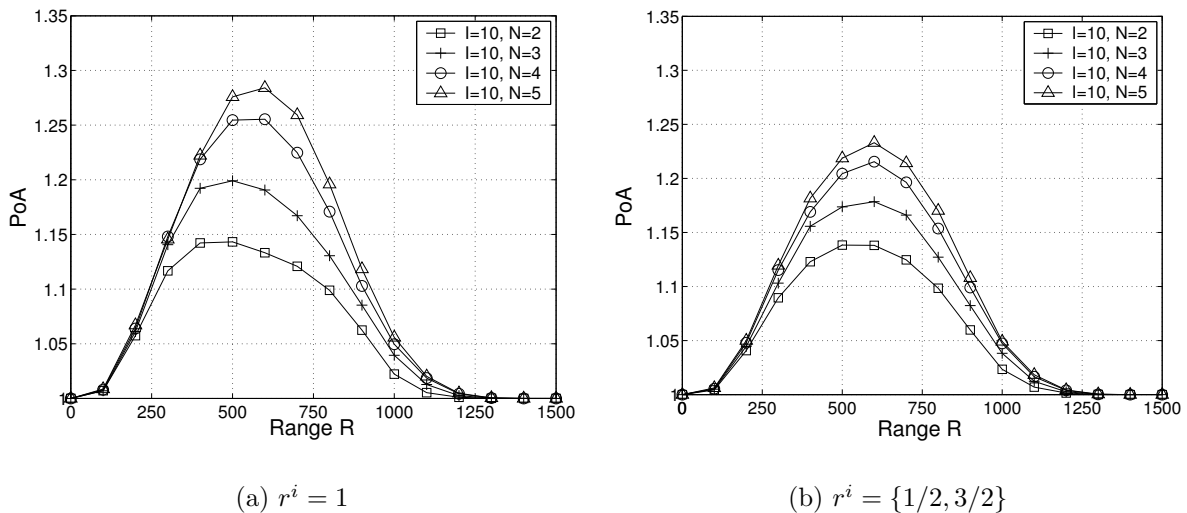 1.35
1.3
1.25
1.2
1.15
1.1
1.05
1
PoA
0 250 500 750 1000 1250 1500
Range R
I=10, N=2
I=10, N=3
I=10, N=4
I=10, N=5
(a) r^i = 1
1.35
1.3
1.25
1.2
1.15
1.1
1.05
1
PoA
0 250 500 750 1000 1250 1500
Range R
I=10, N=2
I=10, N=3
I=10, N=4
I=10, N=5
(b) r^i = {1/2, 3/2}